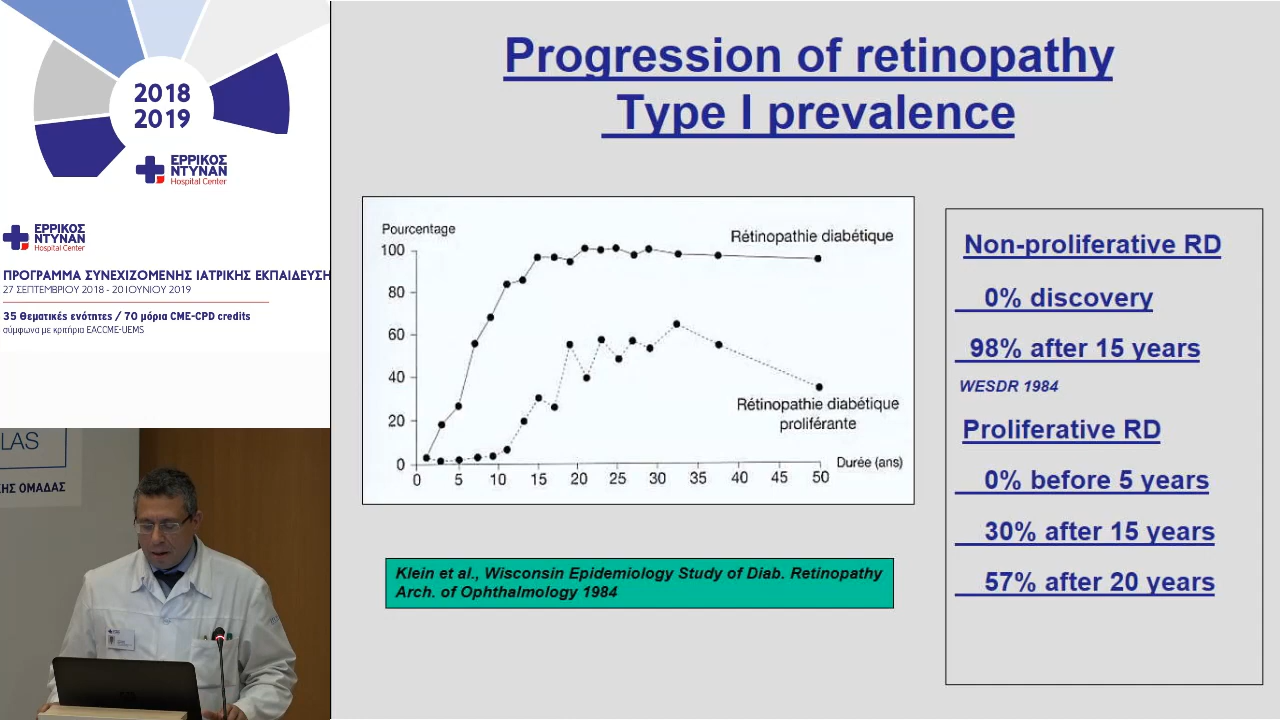 2018
2019
ΕΡΡΙΚΟΣ
ΝΤΥΝΑΝ
Hospital Center
ΕΡΡΙΚΟΣ
ΝΤΥΝΑΝ
Hospital Center
ΠΡΟΓΡΑΜΜΑ ΣΥΝΕΧΙΖΟΜΕΝΗΣ ΙΑΤΡΙΚΗΣ ΕΚΠΑΙΔΕΥΣΗ
27 ΣΕΠΤΕΜΒΡΙΟΥ 2018 - 20 ΙΟΥΝΙΟΥ 2019
35 Θεματικές ενότητες / 70 μόρια CME-CPD credits
σύμφωνα με κριτήρια EACCME-UEMS
LAS
ΚΗΣ ΟΜΑΔΑΣ
Progression of retinopathy
Type I prevalence
Pourcentage
100
80
60
40
20
0
0 5 10 15 20 25 30 35 40 45 50
Durée (ans)
Rétinopathie diabétique
Rétinopathie diabétique
proliférante
Klein et al., Wisconsin Epidemiology Study of Diab. Retinopathy
Arch. of Ophthalmology 1984
Non-proliferative RD
0% discovery
98% after 15 years
WESDR 1984
Proliferative RD
0% before 5 years
30% after 15 years
57% after 20 years